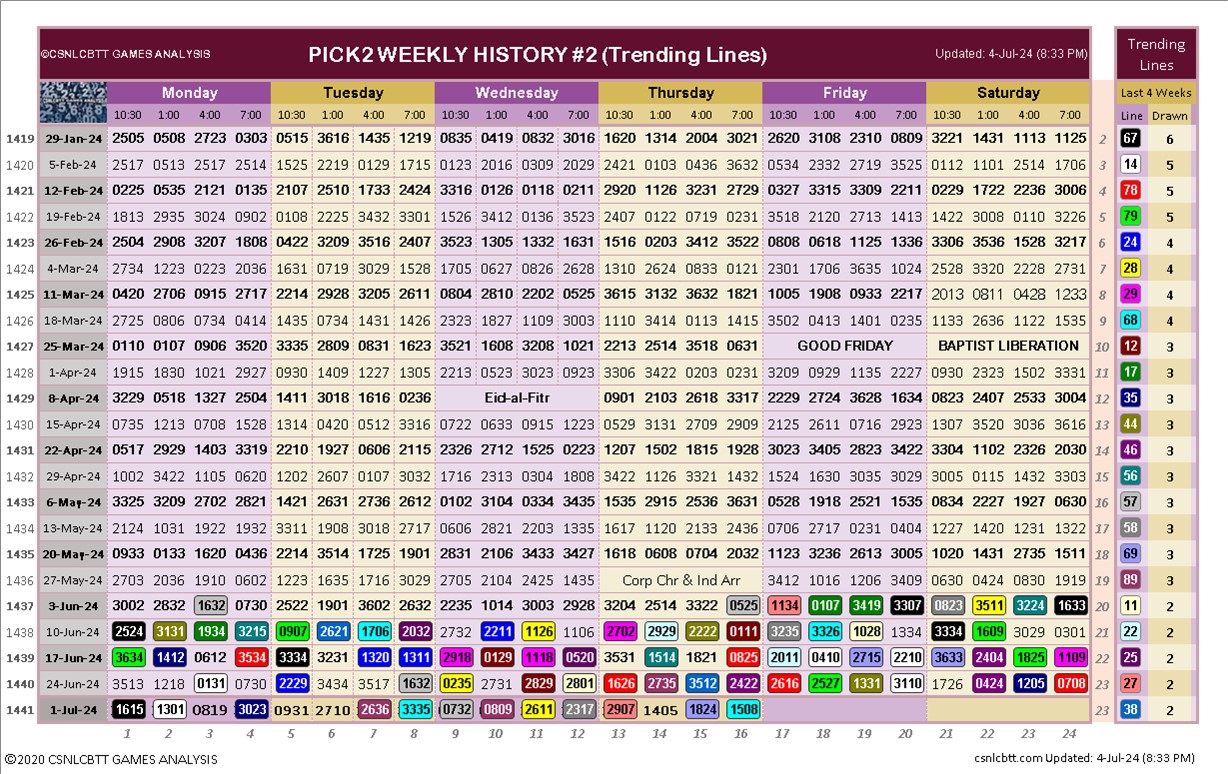 ©CSNLCBTT GAMES ANALYSIS PICK2 WEEKLY HISTORY #2 (Trending Lines) Updated: 4-Jul-24 (8:33 PM) Trending Lines
Monday Tuesday Wednesday Thursday Friday Saturday Last 4 Weeks
10:30 1:00 4:00 7:00 10:30 1:00 4:00 7:00 10:30 1:00 4:00 7:00 10:30 1:00 4:00 7:00 10:30 1:00 4:00 7:00 10:30 1:00 4:00 7:00 Line Drawn
1419 29-Jan-24 2505 0508 2723 0303 0515 3616 1435 1219 0835 0419 0832 3016 1620 1314 2004 3021 2620 3108 2310 0809 3221 1431 1113 1125 2 67 6
1420 5-Feb-24 2517 0513 2517 2514 1525 2219 0129 1715 0123 2016 0309 2029 2421 0103 0436 3632 0534 2332 2719 3525 0112 1101 2514 1706 3 14 5
1421 12-Feb-24 0225 0535 2121 0135 2107 2510 1733 2424 3316 0126 0118 0211 2920 1126 3231 2729 0327 3315 3309 2211 0229 1722 2236 3006 4 78 5
1422 19-Feb-24 1813 2935 3024 0902 0108 2225 3432 3301 1526 3412 0136 3523 2407 0122 0719 0231 3518 2120 2713 1413 1422 3008 0110 3226 5 79 5
1423 26-Feb-24 2504 2908 3207 1808 0422 3209 3516 2407 3523 1305 1332 1631 1516 0203 3412 3522 0808 0618 1125 1336 3306 3536 1528 3217 6 24 4
1424 4-Mar-24 2734 1223 0223 2036 1631 0719 3029 1523 1705 0627 0826 2628 1310 2624 0833 0121 2301 1706 3635 1024 2528 3320 2228 2731 7 28 4
1425 11-Mar-24 0420 2706 0915 2717 2214 2928 3205 2617 0804 2810 2202 0525 3615 3132 3632 1821 1005 1908 0933 2217 2013 0811 0428 1233 8 29 4
1426 18-Mar-24 2725 0806 0734 0414 1435 0734 1431 1426 2323 1827 1109 3003 1110 3414 0113 1415 3502 0413 1401 0235 1133 2636 1122 1535 9 68 4
1427 25-Mar-24 0110 0107 0906 3520 3335 2809 0831 1623 3521 1608 3208 1021 2213 2514 3518 0631 GOOD FRIDAY BAPTIST LIBERATION 10 12 3
1428 1-Apr-24 1915 1830 1021 2927 0930 1409 1227 1305 2213 0523 3023 0923 3306 3422 0203 0231 3209 0929 1135 2227 0930 2323 1502 3331 11 17 3
1429 8-Apr-24 3229 0518 1327 2504 1411 3018 1616 0236 Eid-al-Fitr 0901 2103 2618 3317 2229 2724 3628 1634 0823 2407 2533 3004 12 35 3
1430 15-Apr-24 0735 1213 0708 1528 1314 0420 0512 3310 0722 0633 0915 1223 0529 3131 2709 2909 2125 2611 0716 2923 1307 3520 3036 3616 13 44 3
1431 22-Apr-24 0517 2929 1403 3319 2210 1927 0606 2119 2326 2713 1525 0223 1207 1502 1815 1928 3023 3405 2823 3422 3304 1102 2326 2030 14 46 3
1432 29-Apr-24 1002 3422 1105 0620 1202 2607 0107 3035 1716 2315 0304 1808 3422 1126 3321 1432 1524 1630 3035 3029 3005 0115 1432 3303 15 56 3
1433 6-May-24 3325 3209 2702 2821 1421 2631 2736 2612 0102 3104 0334 3435 1535 2915 2536 3631 0528 1918 2521 1535 0834 2227 1927 0630 16 57 3
1434 13-May-24 2124 1031 1922 1932 3311 1908 3018 2717 0606 2821 2203 1335 1617 1120 2133 2436 0706 2717 0231 0404 1227 1420 1231 1322 17 58 3
1435 20-May-24 0933 0133 1620 0436 2214 3514 1725 1901 2831 2106 3433 3427 1618 0608 0704 2032 1123 3236 2613 3005 1020 1431 2735 1511 18 69 3
1436 27-May-24 2703 2036 1910 0602 1223 1635 1716 3029 2705 2104 2425 1435 Corp Chr & Ind Arr 3412 1016 1206 3409 0630 0424 0830 1919 19 89 3
1437 3-Jun-24 3002 2832 1632 0730 2522 1901 3602 2632 2235 1014 3003 2928 3204 2514 3322 0525 1134 0107 3419 3307 0823 3511 3224 1633 20 11 2
1438 10-Jun-24 2524 3131 1934 3215 0907 2621 1706 2032 2732 2211 1126 1106 2702 2929 2222 0111 3235 3326 1028 1334 3334 1609 3029 0301 21 22 2
1439 17-Jun-24 3634 1412 0612 3534 3334 3231 1320 1311 2918 0129 1118 0520 3531 1514 1821 0825 2011 0410 2715 2210 3633 2404 1825 1109 22 25 2
1440 24-Jun-24 3513 1218 0131 0730 2229 3434 3517 1632 0235 2731 2829 2801 1626 2735 3512 2422 2616 2527 1331 3110 1726 0424 1205 0708 23 27 2
1441 1-Jul-24 1615 1301 0819 3023 0931 2710 2636 3335 0732 0809 2611 2317 2907 1405 1824 1508 23 38 2
1 2 3 4 5 6 7 8 9 10 11 12 13 14 15 16 17 18 19 20 21 22 23 24
©2020 CSNLCBTT GAMES ANALYSIS csnlcbtt.com Updated: 4-Jul-24 (8:33 PM)